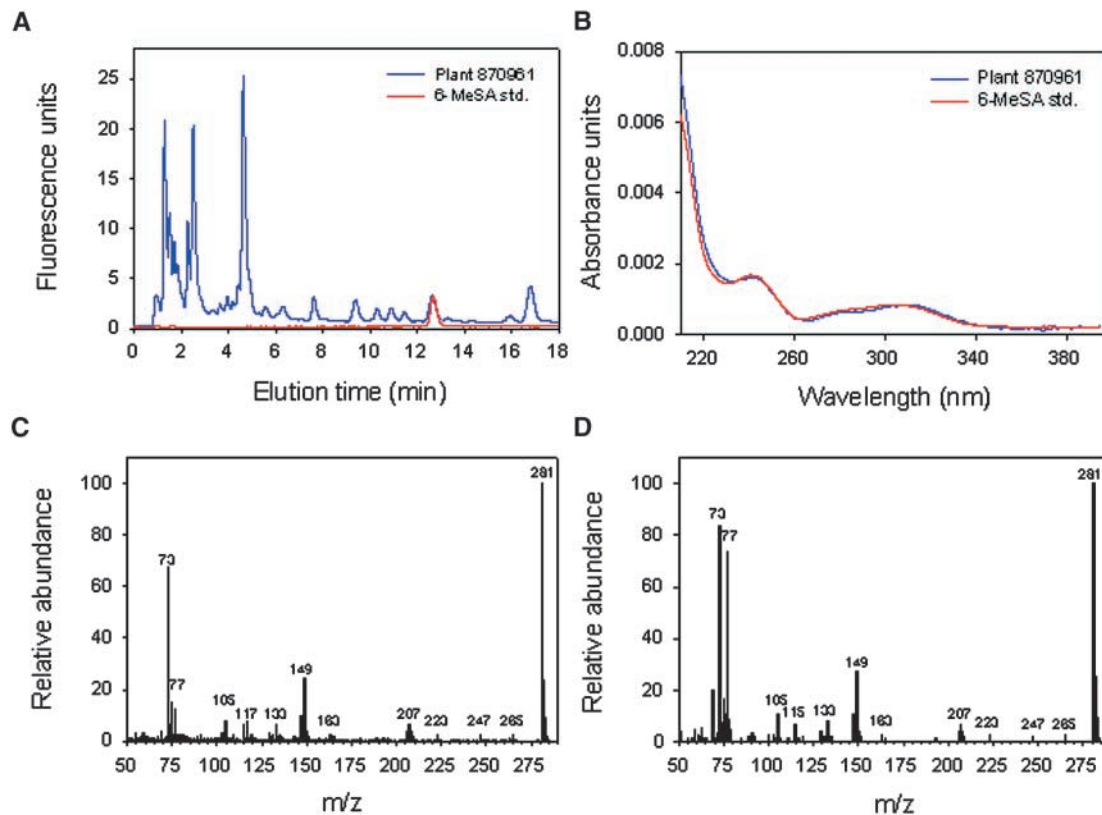 A
Fluorescence units
25
20
15
10
5
0
Plant 870961
6-MeSA std.
0 2 4 6 8 10 12 14 16 18
Elution time (min)
B
Absorbance units
0.008
0.006
0.004
0.002
0.000
Plant 870961
6-MeSA std.
220 260 300 340 380
Wavelength (nm)
C
Relative abundance
100
80
60
40
20
0
73
77
105
117
133
149
163
207
223
247
265
281
50 75 100 125 150 175 200 225 250 275
m/z
D
Relative abundance
100
80
60
40
20
0
73
77
105
115
133
149
163
207
223
247
265
281
50 75 100 125 150 175 200 225 250 275
m/z